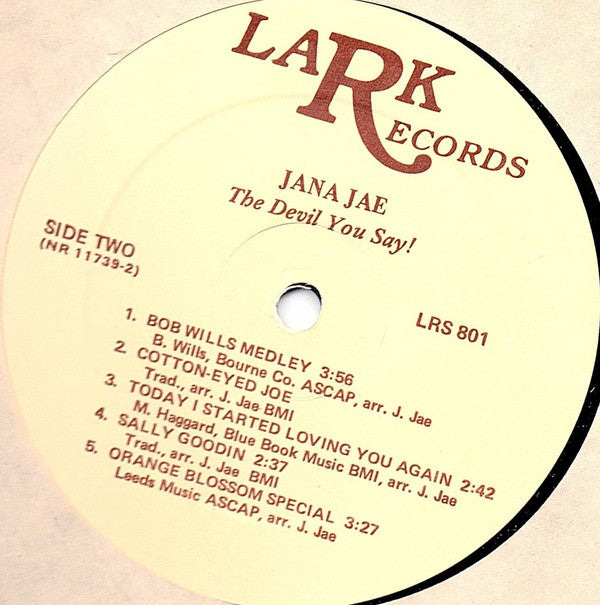 LARK
RECORDS
JANA JAE
The Devil You Say!
SIDE TWO
(NR 11739-2)
LRS 801
1. BOB WILLS MEDLEY 3:56
B. Wills, Bourne Co. ASCAP, arr. J. Jae
2. COTTON-EYED JOE
Trad., arr. J. Jae BMI
3. TODAY I STARTED LOVING YOU AGAIN 2:42
M. Haggard, Blue Book Music BMI, arr. J. Jae
4. SALLY GOODIN 2:37
Trad., arr. J. Jae BMI
5. ORANGE BLOSSOM SPECIAL 3:27
Leeds Music ASCAP, arr. J. Jae